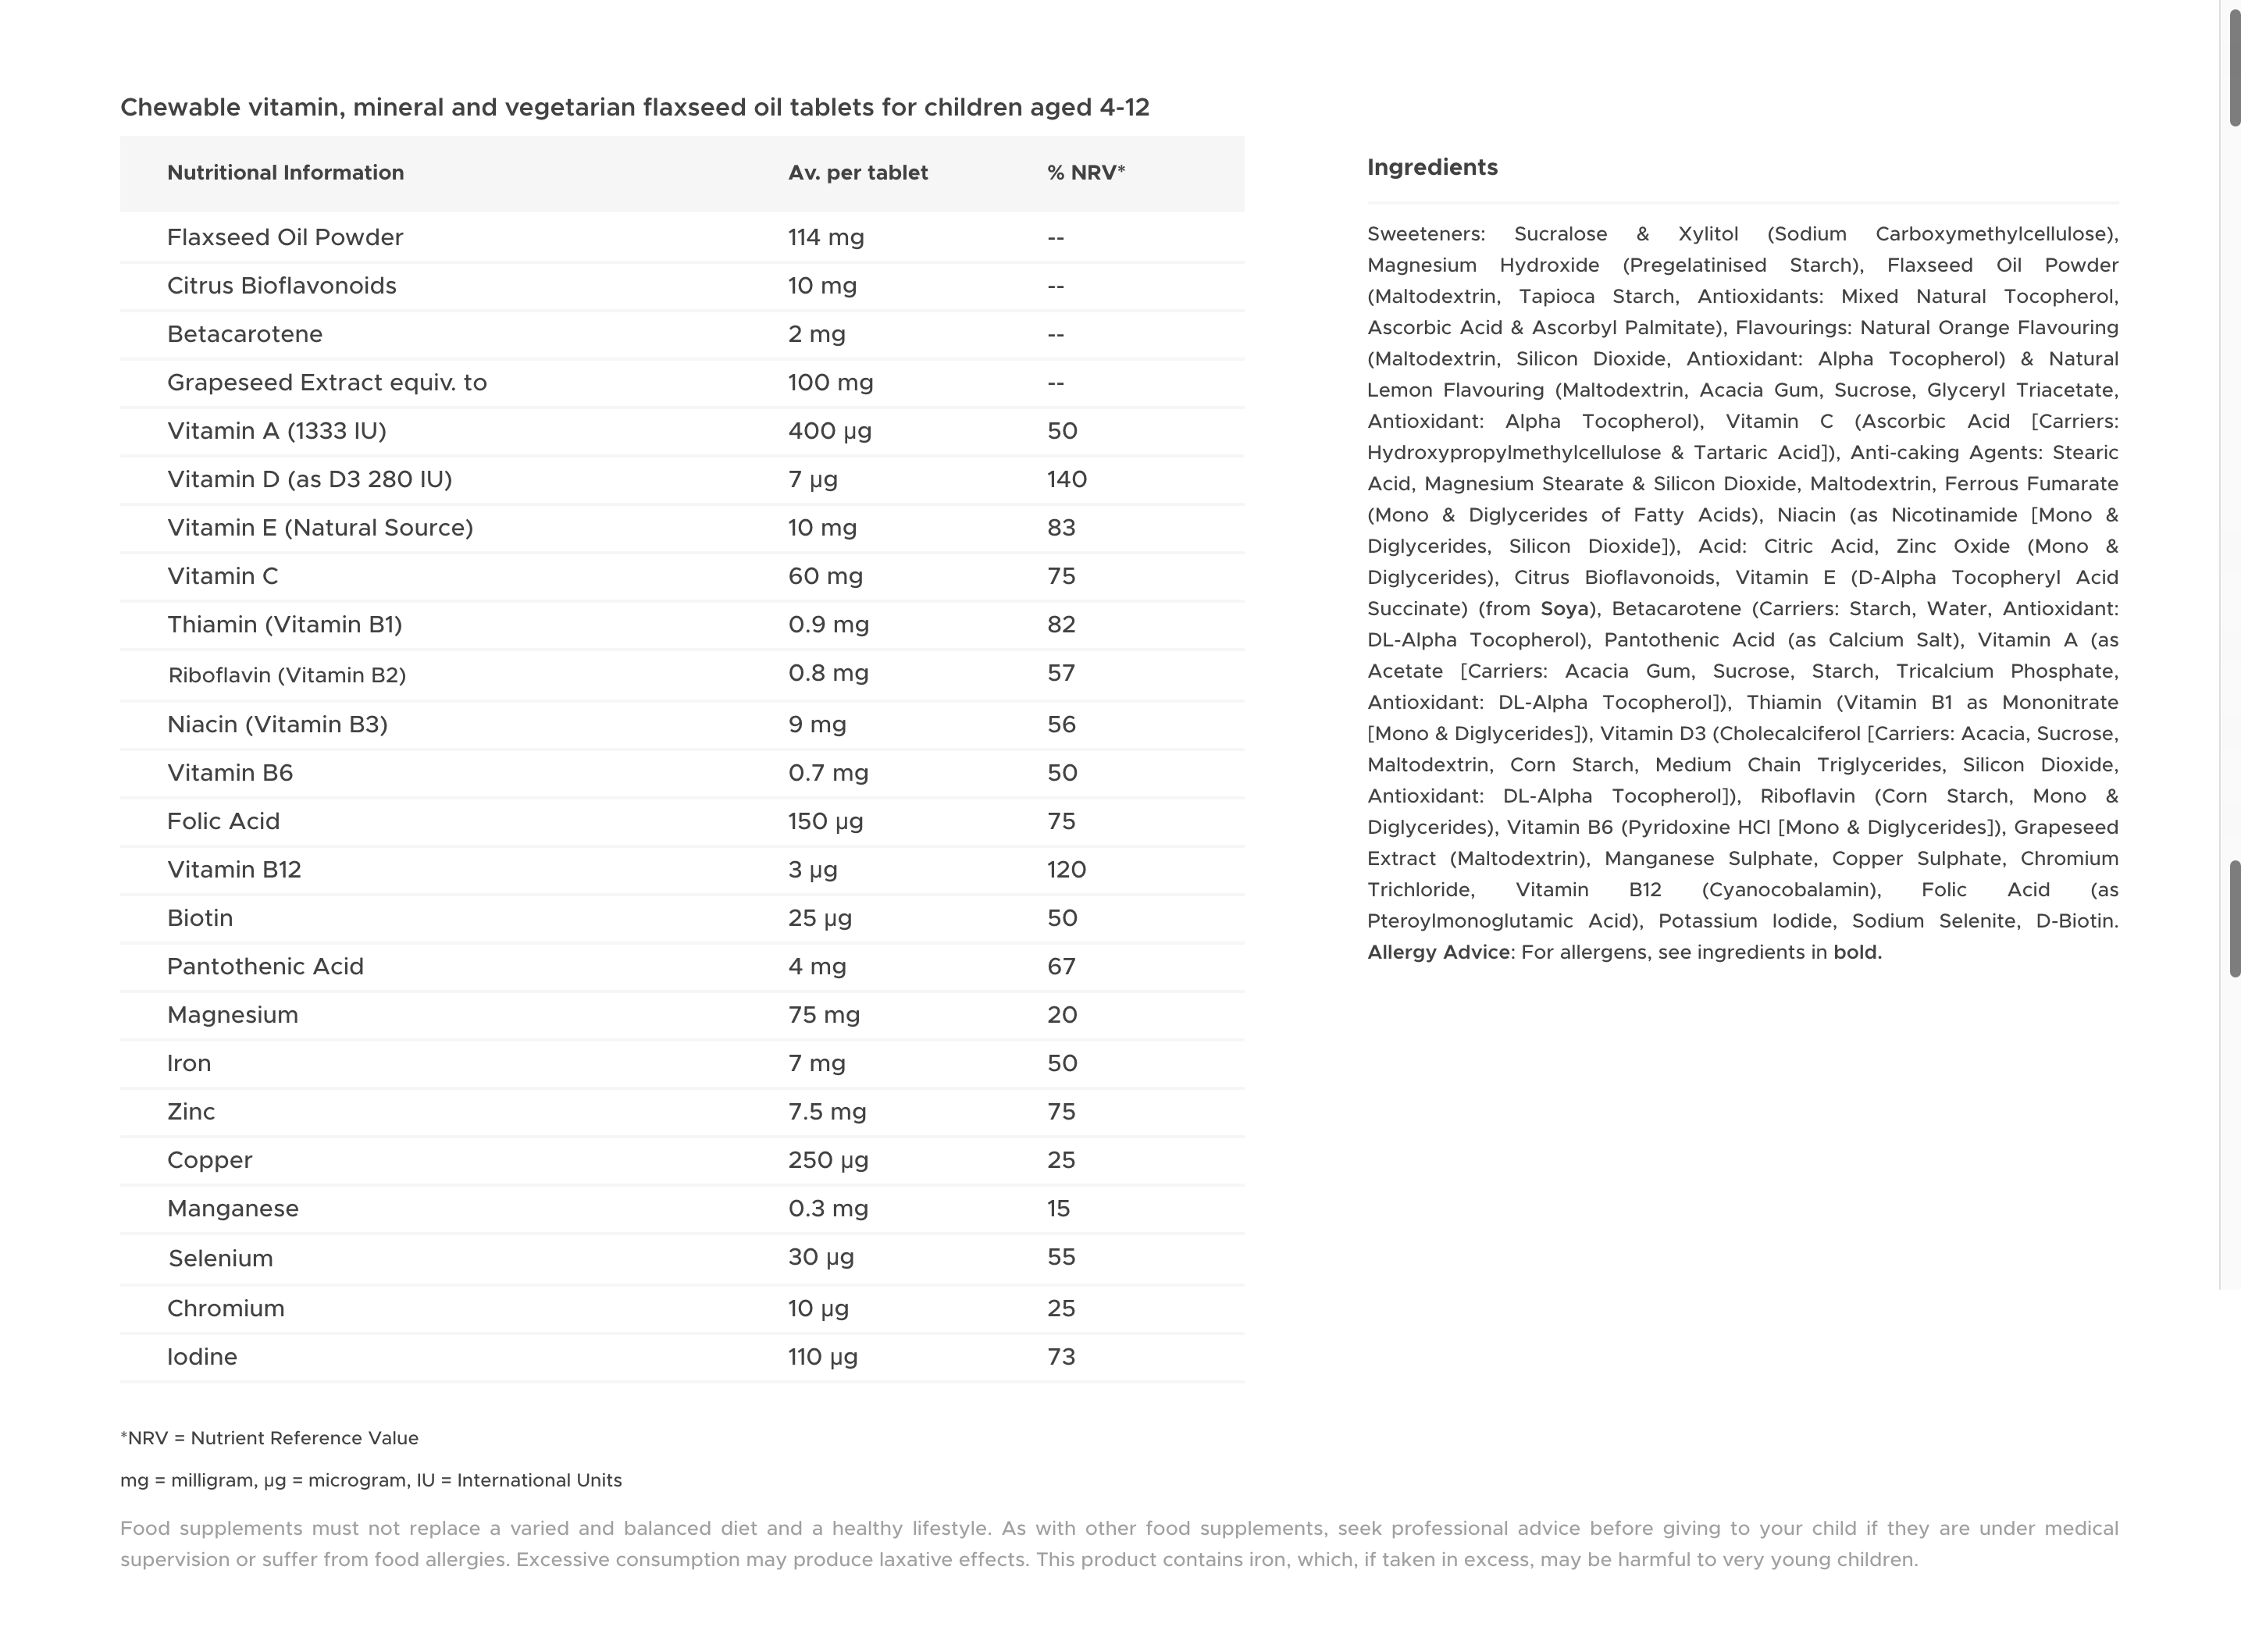 Chewable vitamin, mineral and vegetarian flaxseed oil tablets for children aged 4-12
Nutritional Information Av. per tablet % NRV*
Flaxseed Oil Powder 114 mg --
Citrus Bioflavonoids 10 mg --
Betacarotene 2 mg --
Grapeseed Extract equiv. to 100 mg --
Vitamin A (1333 IU) 400 µg 50
Vitamin D (as D3 280 IU) 7 µg 140
Vitamin E (Natural Source) 10 mg 83
Vitamin C 60 mg 75
Thiamin (Vitamin B1) 0.9 mg 82
Riboflavin (Vitamin B2) 0.8 mg 57
Niacin (Vitamin B3) 9 mg 56
Vitamin B6 0.7 mg 50
Folic Acid 150 µg 75
Vitamin B12 3 µg 120
Biotin 25 µg 50
Pantothenic Acid 4 mg 67
Magnesium 75 mg 20
Iron 7 mg 50
Zinc 7.5 mg 75
Copper 250 µg 25
Manganese 0.3 mg 15
Selenium 30 µg 55
Chromium 10 µg 25
Iodine 110 µg 73
Ingredients
Sweeteners: Sucralose & Xylitol (Sodium Carboxymethylcellulose),
Magnesium Hydroxide (Pregelatinised Starch), Flaxseed Oil Powder
(Maltodextrin, Tapioca Starch, Antioxidants: Mixed Natural Tocopherol,
Ascorbic Acid & Ascorbyl Palmitate), Flavourings: Natural Orange Flavouring
(Maltodextrin, Silicon Dioxide, Antioxidant: Alpha Tocopherol) & Natural
Lemon Flavouring (Maltodextrin, Acacia Gum, Sucrose, Glyceryl Triacetate,
Antioxidant: Alpha Tocopherol), Vitamin C (Ascorbic Acid [Carriers:
Hydroxypropylmethylcellulose & Tartaric Acid]), Anti-caking Agents: Stearic
Acid, Magnesium Stearate & Silicon Dioxide, Maltodextrin, Ferrous Fumarate
(Mono & Diglycerides of Fatty Acids), Niacin (as Nicotinamide [Mono &
Diglycerides, Silicon Dioxide]), Acid: Citric Acid, Zinc Oxide (Mono &
Diglycerides), Citrus Bioflavonoids, Vitamin E (D-Alpha Tocopheryl Acid
Succinate) (from Soya), Betacarotene (Carriers: Starch, Water, Antioxidant:
DL-Alpha Tocopherol), Pantothenic Acid (as Calcium Salt), Vitamin A (as
Acetate [Carriers: Acacia Gum, Sucrose, Starch, Tricalcium Phosphate,
Antioxidant: DL-Alpha Tocopherol]), Thiamin (Vitamin B1 as Mononitrate
[Mono & Diglycerides]), Vitamin D3 (Cholecalciferol [Carriers: Acacia, Sucrose,
Maltodextrin, Corn Starch, Medium Chain Triglycerides, Silicon Dioxide,
Antioxidant: DL-Alpha Tocopherol]), Riboflavin (Corn Starch, Mono &
Diglycerides), Vitamin B6 (Pyridoxine HCl [Mono & Diglycerides]), Grapeseed
Extract (Maltodextrin), Manganese Sulphate, Copper Sulphate, Chromium
Trichloride, Vitamin B12 (Cyanocobalamin), Folic Acid (as
Pteroylmonoglutamic Acid), Potassium Iodide, Sodium Selenite, D-Biotin.
Allergy Advice: For allergens, see ingredients in bold.
*NRV = Nutrient Reference Value
mg = milligram, µg = microgram, IU = International Units
Food supplements must not replace a varied and balanced diet and a healthy lifestyle. As with other food supplements, seek professional advice before giving to your child if they are under medical
supervision or suffer from food allergies. Excessive consumption may produce laxative effects. This product contains iron, which, if taken in excess, may be harmful to very young children.